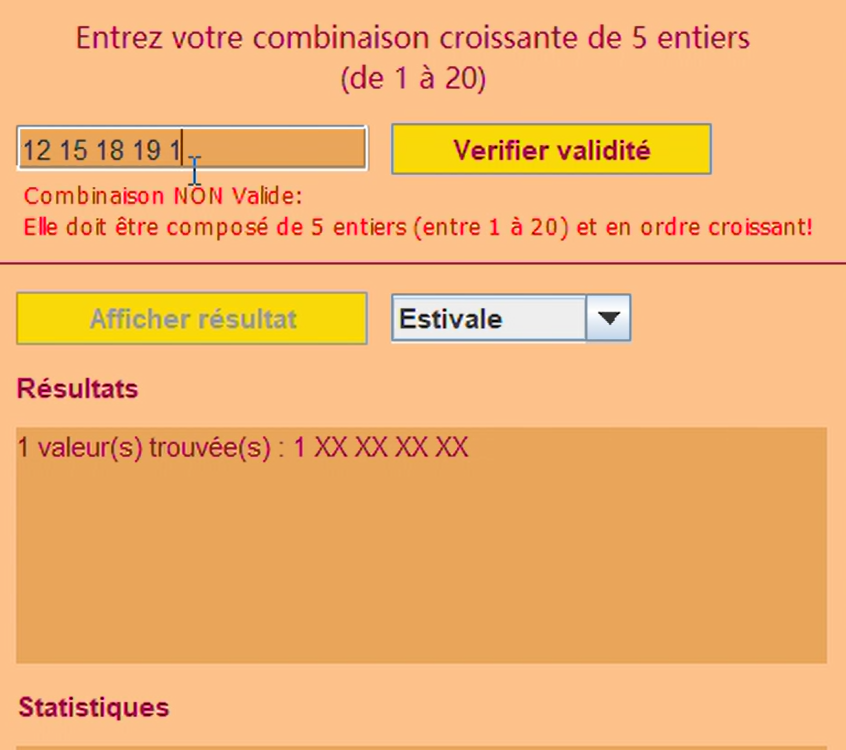 Entrez votre combinaison croissante de 5 entiers
(de 1 à 20)
12 15 18 19 1
Verifier validité
Combinaison NON Valide:
Elle doit être composé de 5 entiers (entre 1 à 20) et en ordre croissant!
Afficher résultat
Estivale
Résultats
1 valeur(s) trouvée(s) : 1 XX XX XX XX
Statistiques